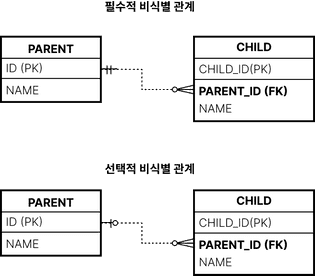 필수적 비식별 관계
PARENT
ID (PK)
NAME
CHILD
CHILD_ID(PK)
PARENT_ID (FK)
NAME
선택적 비식별 관계
PARENT
ID (PK)
NAME
CHILD
CHILD_ID(PK)
PARENT_ID (FK)
NAME